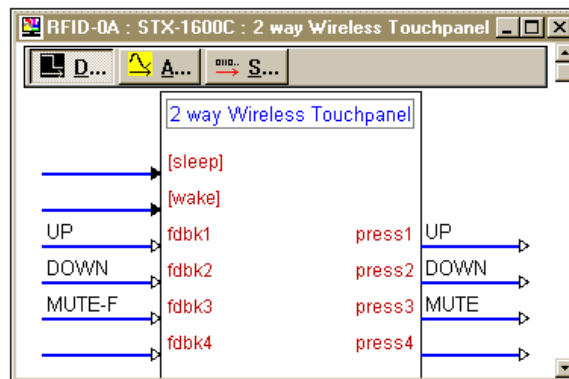 RFID-0A : STX-1600C : 2 way Wireless Touchpanel
D... A... S...
2 way Wireless Touchpanel
[sleep]
[wake]
UP fdbk1 press1 UP
DOWN fdbk2 press2 DOWN
MUTE-F fdbk3 press3 MUTE
fdbk4 press4